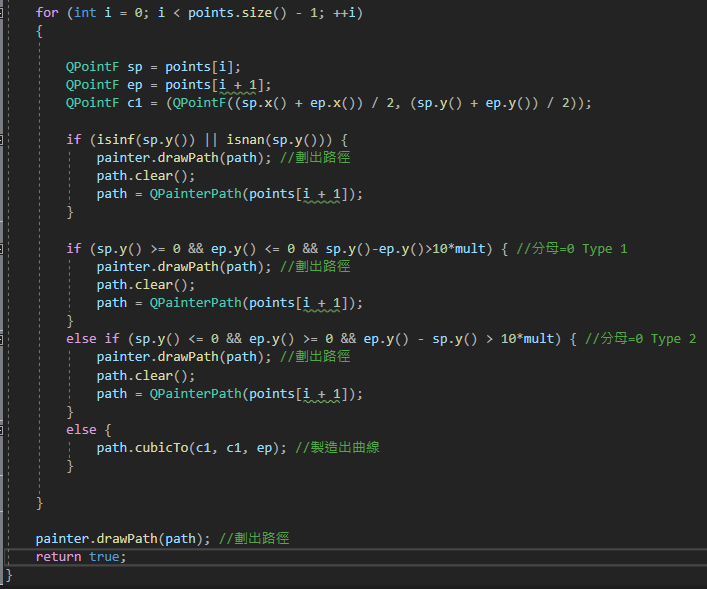 for (int i = 0; i < points.size() - 1; ++i)
{
QPointF sp = points[i];
QPointF ep = points[i + 1];
QPointF c1 = (QPointF((sp.x() + ep.x()) / 2, (sp.y() + ep.y()) / 2));
if (isinf(sp.y()) || isnan(sp.y())) {
painter.drawPath(path); //劃出路徑
path.clear();
path = QPainterPath(points[i + 1]);
}
if (sp.y() >= 0 && ep.y() <= 0 && sp.y()-ep.y()>10*mult) { //分母=0 Type 1
painter.drawPath(path); //劃出路徑
path.clear();
path = QPainterPath(points[i + 1]);
}
else if (sp.y() <= 0 && ep.y() >= 0 && ep.y() - sp.y() > 10*mult) { //分母=0 Type 2
painter.drawPath(path); //劃出路徑
path.clear();
path = QPainterPath(points[i + 1]);
}
else {
path.cubicTo(c1, c1, ep); //製造出曲線
}
}
painter.drawPath(path); //劃出路徑
return true;
}